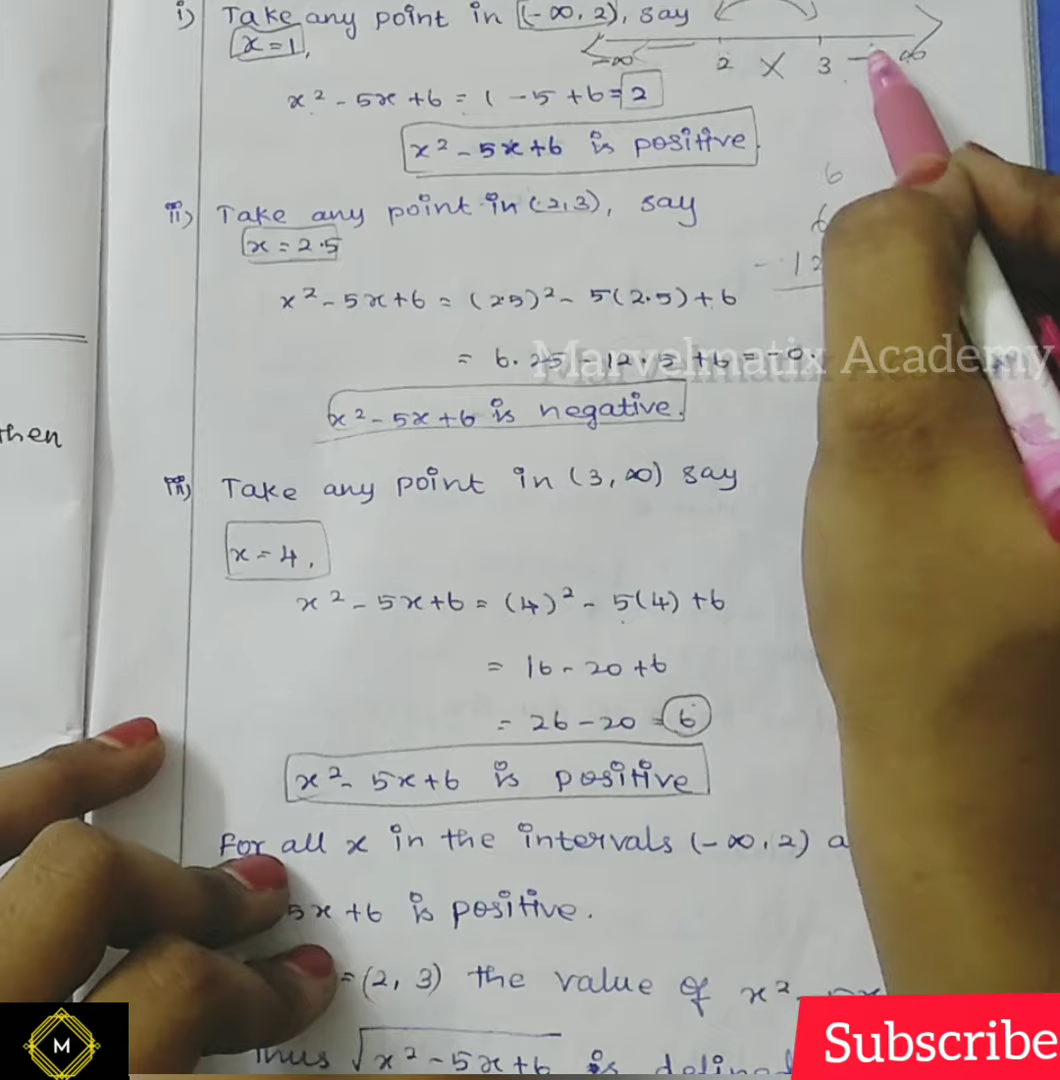 i) Take any point in (-∞, 2), say
x = 1,
-∞ 2 X 3 ∞
x² - 5x + 6 = 1 - 5 + 6 = 2
x² - 5x + 6 is positive.
6
ii) Take any point in (2,3), say
x = 2.5
- 12
x² - 5x + 6 = (2.5)² - 5(2.5) + 6
= 6.25 - 12.5 + 6 = -0.
Marvelmatix Academy
x² - 5x + 6 is negative.
then
iii) Take any point in (3, ∞) say
x = 4,
x² - 5x + 6 = (4)² - 5(4) + 6
= 16 - 20 + 6
= 26 - 20 = 6
x² - 5x + 6 is positive
For all x in the intervals (-∞, 2) a
5x + 6 is positive.
= (2, 3) the value of x² -
Thus √x² - 5x + 6 is defined
M
Subscribe